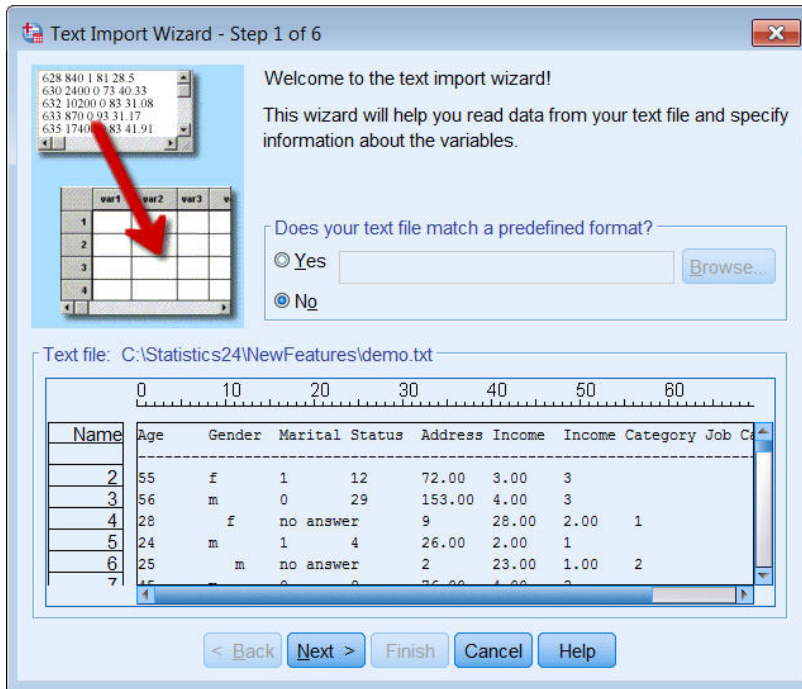 Text Import Wizard - Step 1 of 6
628 840 1 81 28.5
630 2400 0 73 40.33
632 10200 0 83 31.08
633 870 0 93 31.17
635 1740 83 41.91
var1 var2 var3
1
2
3
4
Welcome to the text import wizard!
This wizard will help you read data from your text file and specify
information about the variables.
Does your text file match a predefined format?
Yes Browse...
No
Text file: C:\Statistics24\NewFeatures\demo.txt
0 10 20 30 40 50 60
Name Age Gender Marital Status Address Income Income Category Job Ca
2 55 f 1 12 72.00 3.00 3
3 56 m 0 29 153.00 4.00 3
4 28 f no answer 9 28.00 2.00 1
5 24 m 1 4 26.00 2.00 1
6 25 m no answer 2 23.00 1.00 2
7
< Back Next > Finish Cancel Help